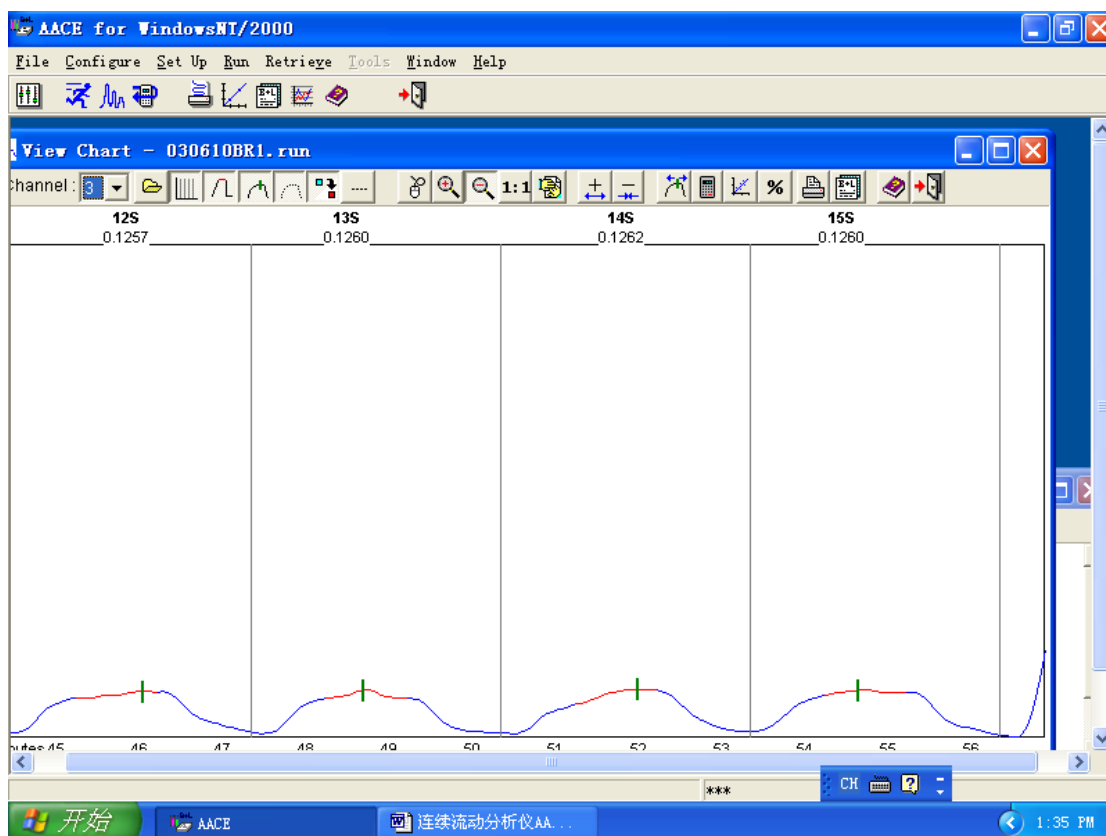 AACE for WindowsNT/2000
File Configure Set Up Run Retrieve Tools Window Help
View Chart - 030610BR1.run
Channel: 3 1:1 %
12S 13S 14S 15S
0.1257 0.1260 0.1262 0.1260
45 46 47 48 49 50 51 52 53 54 55 56
***
CH
开始 AACE 连续流动分析仪AA... 1:35 PM